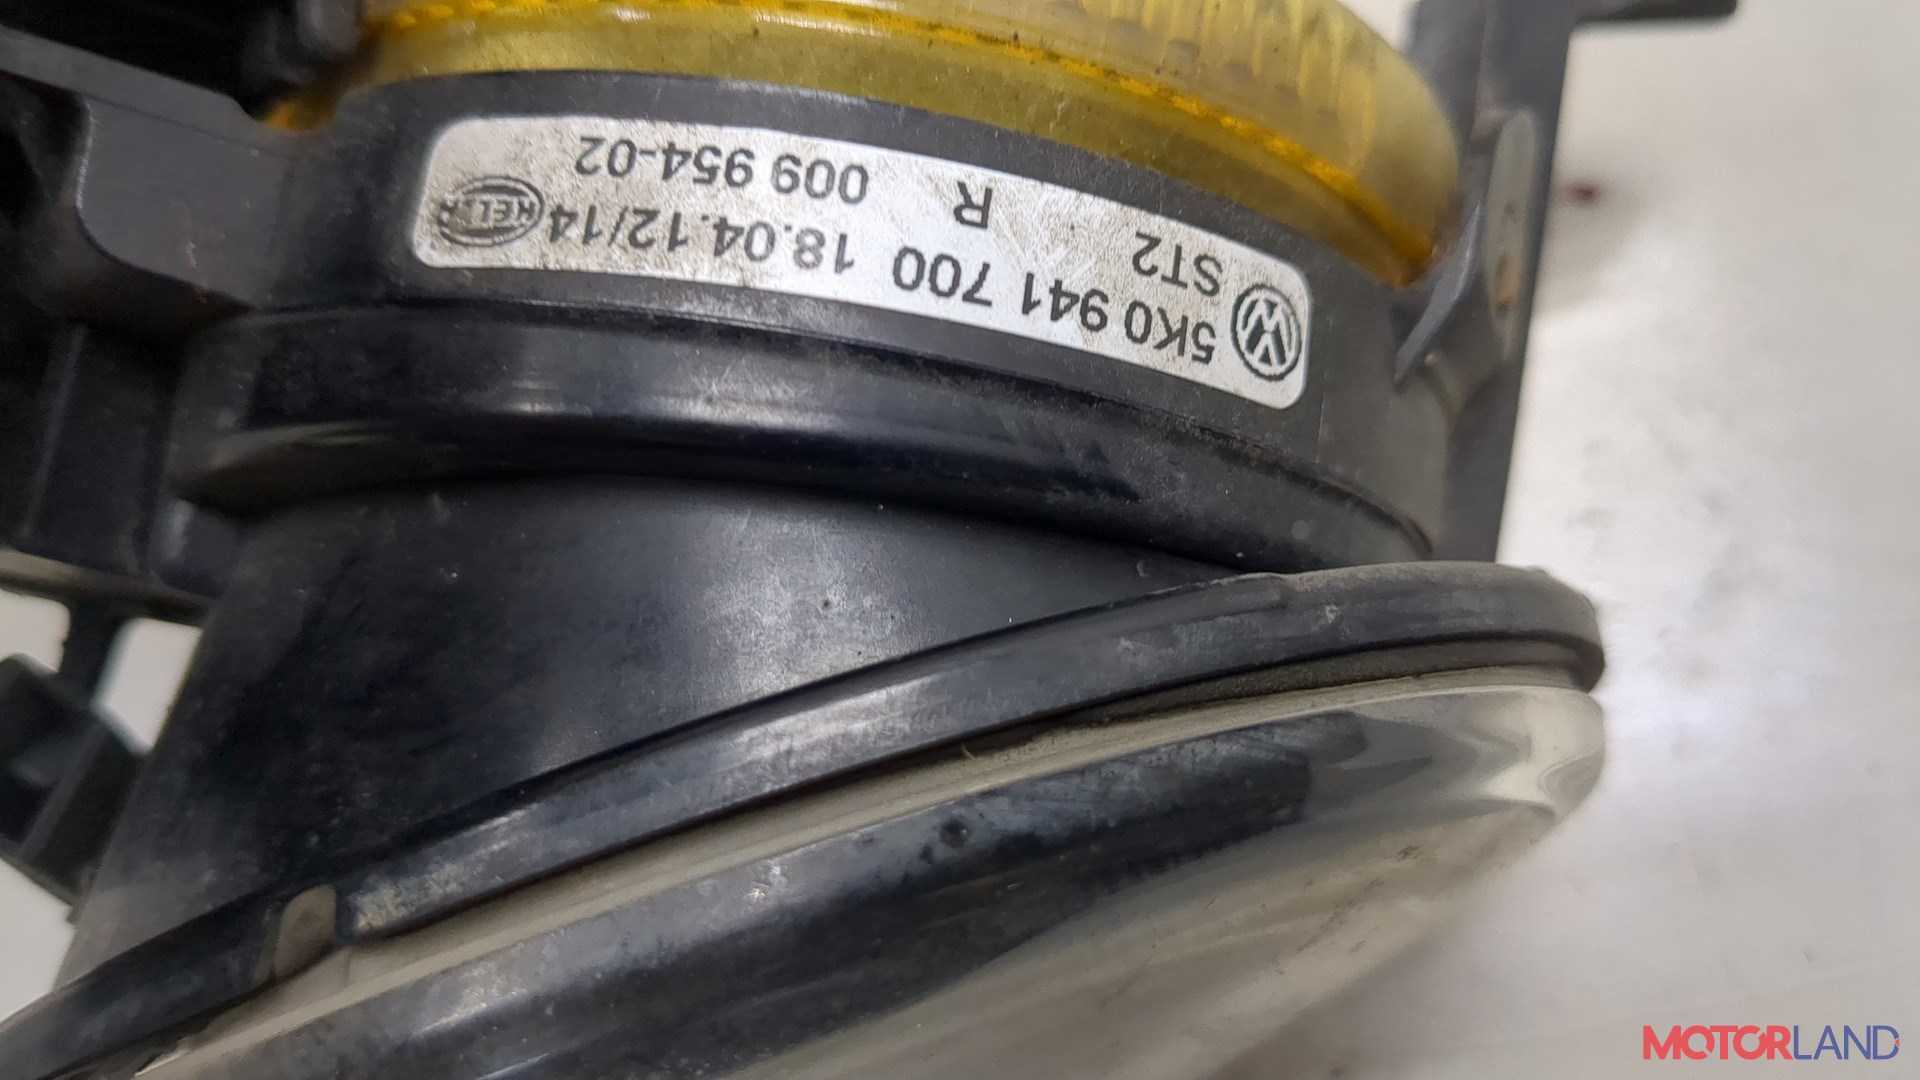 5K0 941 700 18.04.12/14 HELLA
ST2 R 009 954-02
MOTORLAND